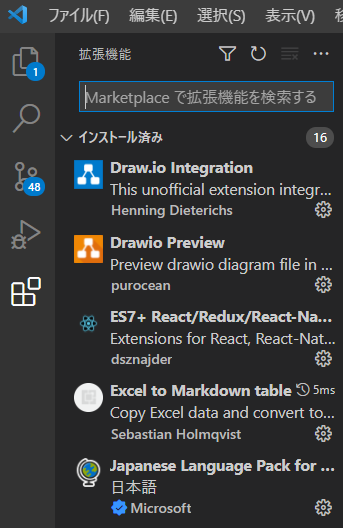 ファイル(F) 編集(E) 選択(S) 表示(V) 移
拡張機能
1
Marketplace で拡張機能を検索する
インストール済み 16
Draw.io Integration
This unofficial extension integr...
Henning Dieterichs
Drawio Preview
Preview drawio diagram file in ...
purocean
48
ES7+ React/Redux/React-Na...
Extensions for React, React-Nat...
dsznajder
Excel to Markdown table 5ms
Copy Excel data and convert to...
Sebastian Holmqvist
Japanese Language Pack for ...
日本語
Microsoft